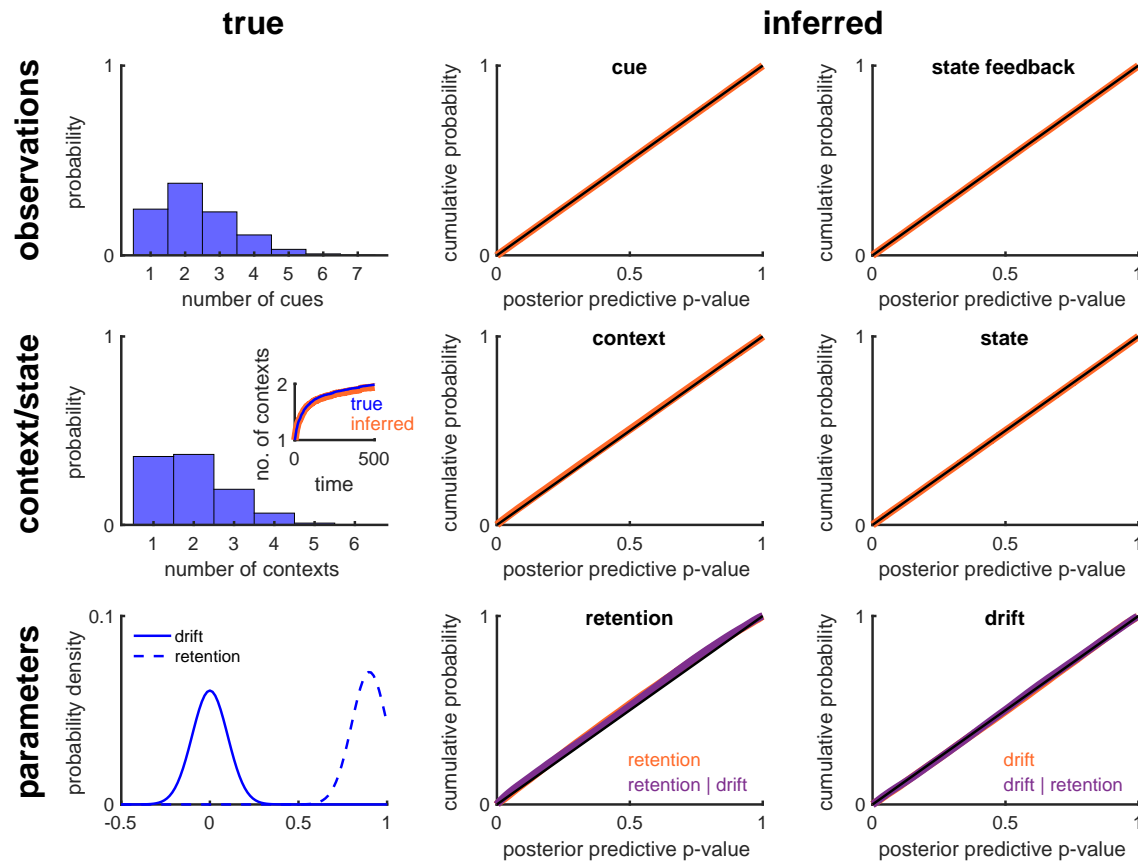 true
inferred
observations
probability
1
0
1 2 3 4 5 6 7
number of cues
cue
cumulative probability
1
0
0 0.5 1
posterior predictive p-value
state feedback
cumulative probability
1
0
0 0.5 1
posterior predictive p-value
context/state
probability
1
0
1 2 3 4 5 6
number of contexts
no. of contexts
2
1
0 500
time
true
inferred
context
cumulative probability
1
0
0 0.5 1
posterior predictive p-value
state
cumulative probability
1
0
0 0.5 1
posterior predictive p-value
parameters
probability density
0.1
0
-0.5 0 0.5 1
drift
retention
retention
cumulative probability
1
0
0 0.5 1
posterior predictive p-value
retention
retention | drift
drift
cumulative probability
1
0
0 0.5 1
posterior predictive p-value
drift
drift | retention